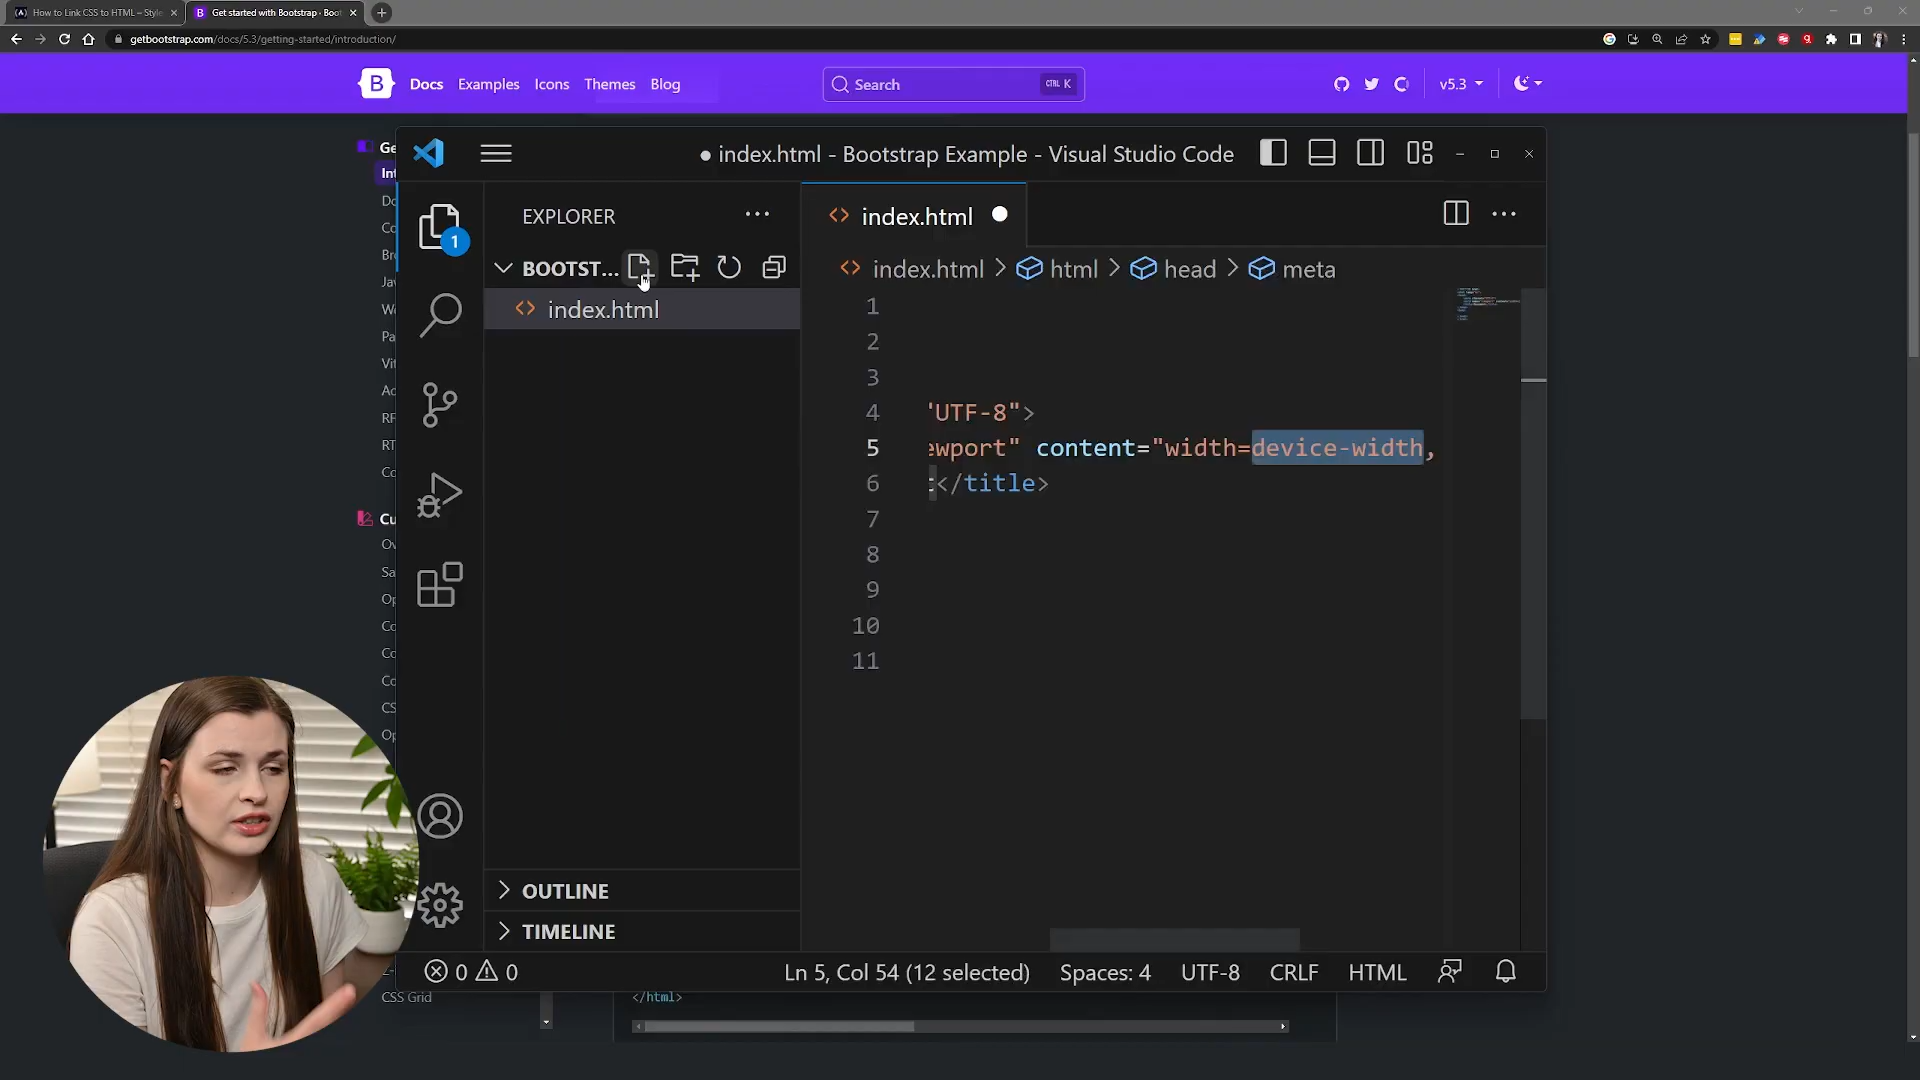 How to Link CSS to HTML – Style
Get started with Bootstrap · Boot
getbootstrap.com/docs/5.3/getting-started/introduction/
B Docs Examples Icons Themes Blog
Search CTRL K
v5.3
Ge
Int
Do
Co
Br
Jav
We
Pa
Vit
Ac
RF
RT
Co
Cu
Ov
Sa
Op
Co
Co
Co
CS
Op
CSS Grid
</html>
● index.html - Bootstrap Example - Visual Studio Code
EXPLORER
BOOTST...
index.html
1
OUTLINE
TIMELINE
index.html
index.html > html > head > meta
1
2
3
4 "UTF-8">
5 ewport" content="width=device-width,
6 t</title>
7
8
9
10
11
0 0
Ln 5, Col 54 (12 selected) Spaces: 4 UTF-8 CRLF HTML